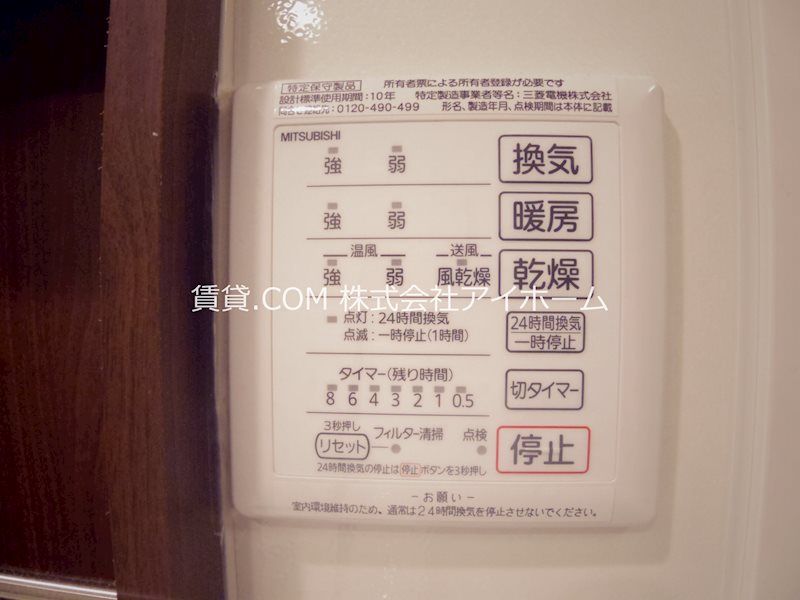 特定保守製品 所有者票による所有者登録が必要です
設計標準使用期間：10年 特定製造事業者等名：三菱電機株式会社
問合せ連絡先：0120-490-499 形名、製造年月、点検期間は本体に記載
MITSUBISHI
強 弱 換気
強 弱 暖房
温風 送風
強 弱 風乾燥 乾燥
賃貸.COM 株式会社アイホーム
点灯：24時間換気
点滅：一時停止(1時間)
24時間換気
一時停止
タイマー(残り時間)
8 6 4 3 2 1 0.5
切タイマー
3秒押し
リセット フィルター清掃 点検
停止
24時間換気の停止は停止ボタンを3秒押し
－お願い－
室内環境維持のため、通常は24時間換気を停止させないでください。